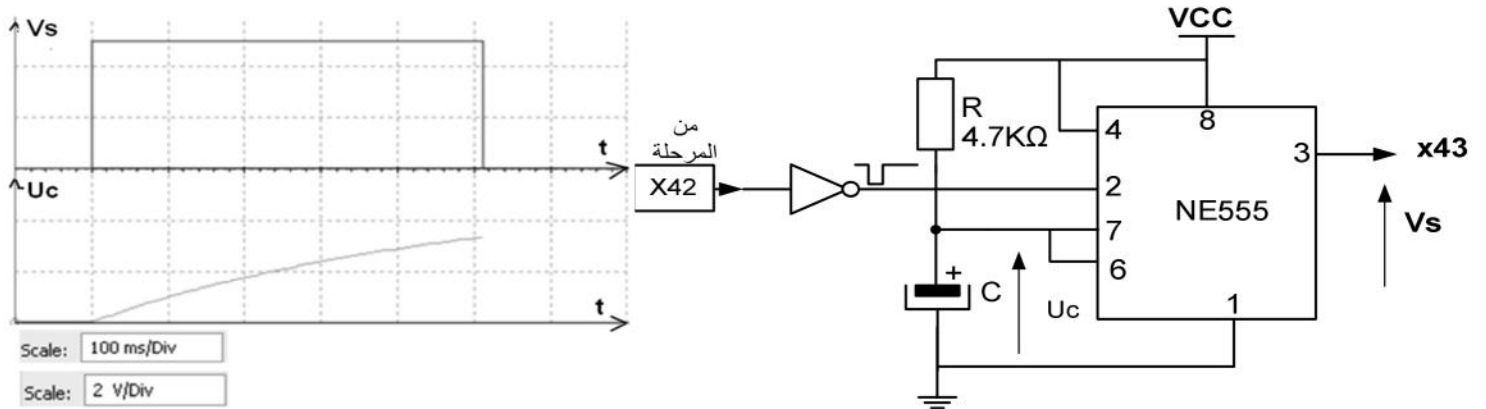 Vs
t
Uc
t
Scale: 100 ms/Div
Scale: 2 V/Div
VCC
R
4.7KΩ
من
المرحلة
X42
4
8
3
x43
2
NE555
7
6
Vs
+
C
Uc
1